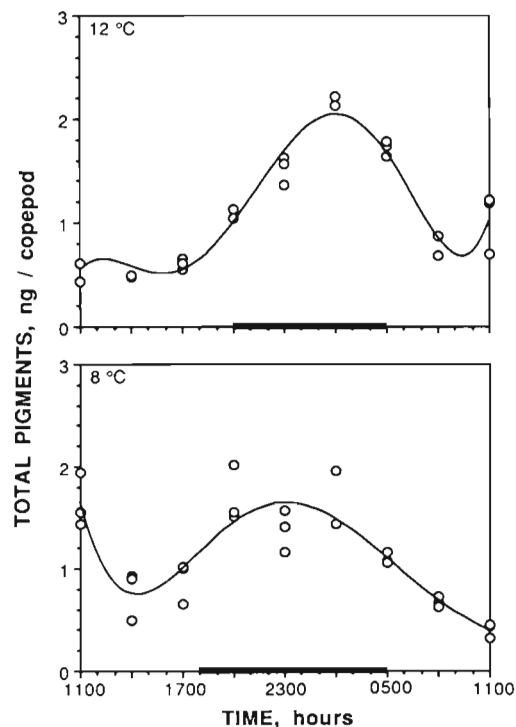 3
12 °C
2
1
0
TOTAL PIGMENTS, ng / copepod
3
8 °C
2
1
0
1100 1700 2300 0500 1100
TIME, hours